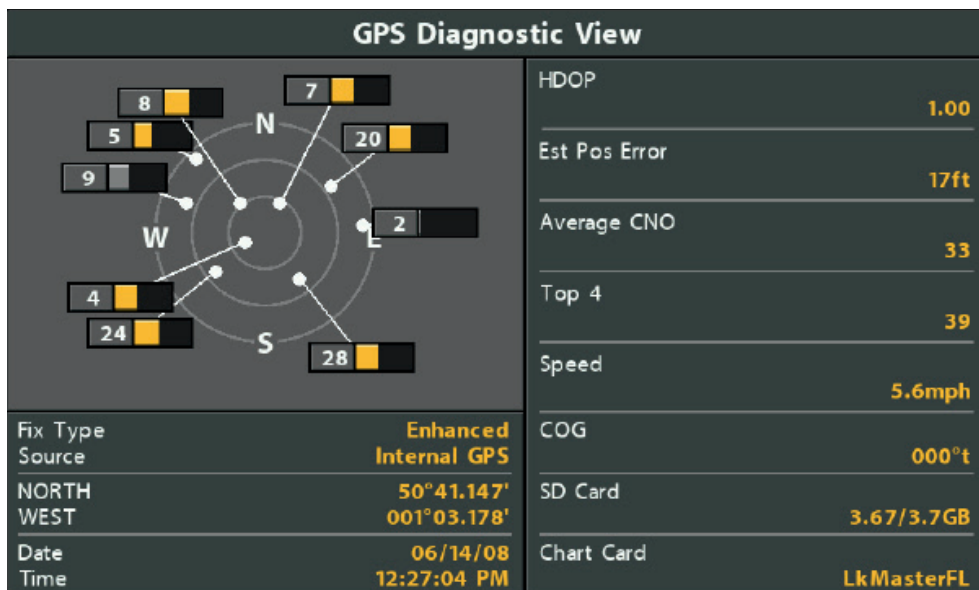 GPS Diagnostic View
8
7
5
N
20
9
W
2
E
4
24
S
28
Fix Type Enhanced
Source Internal GPS
NORTH 50°41.147'
WEST 001°03.178'
Date 06/14/08
Time 12:27:04 PM
HDOP
1.00
Est Pos Error
17ft
Average CNO
33
Top 4
39
Speed
5.6mph
COG
000°t
SD Card
3.67/3.7GB
Chart Card
LkMasterFL